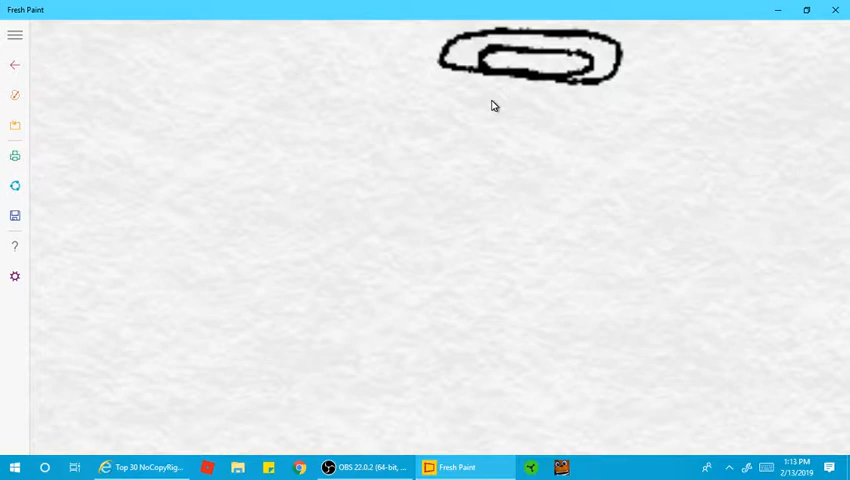 Fresh Paint
?
Top 30 NoCopyRig...
OBS 22.0.2 (64-bit, ...
Fresh Paint
1:13 PM
2/13/2019